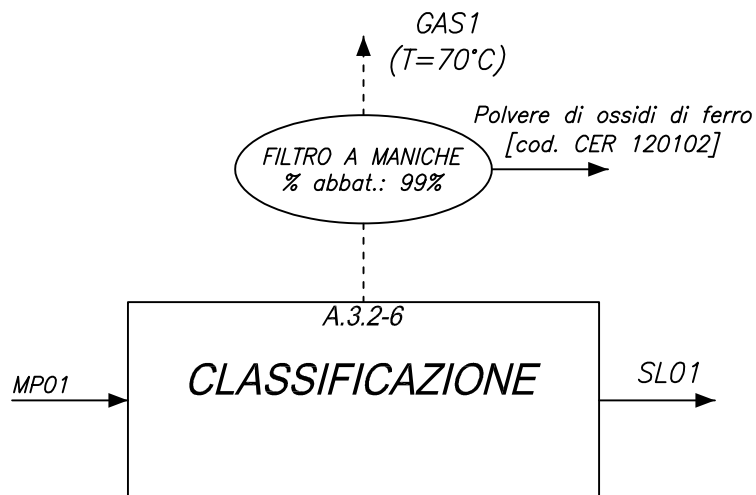 GAS1
(T=70°C)
Polvere di ossidi di ferro
[cod. CER 120102]
FILTRO A MANICHE
% abbat.: 99%
A.3.2-6
CLASSIFICAZIONE
MP01
SL01